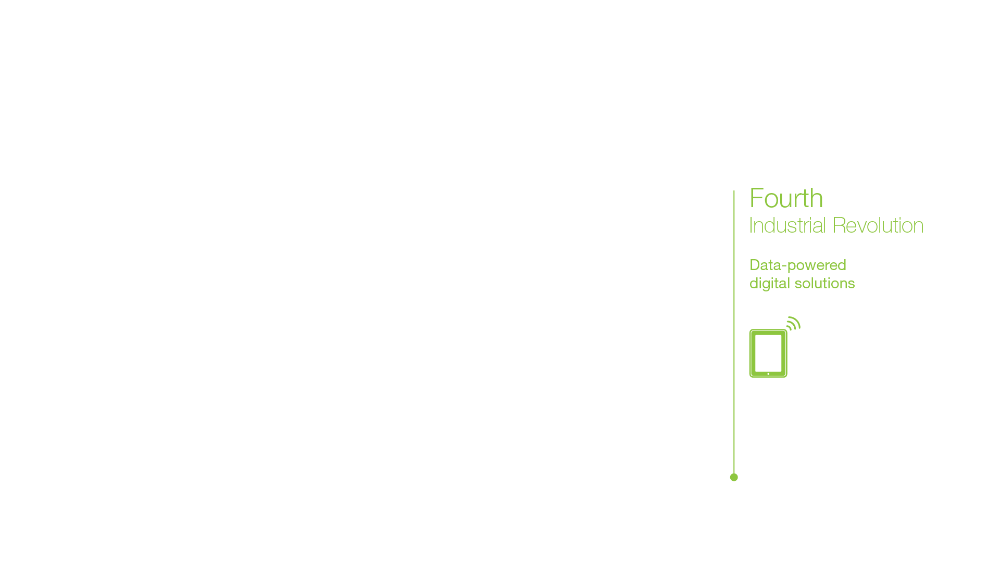 Fourth
Industrial Revolution
Data-powered
digital solutions